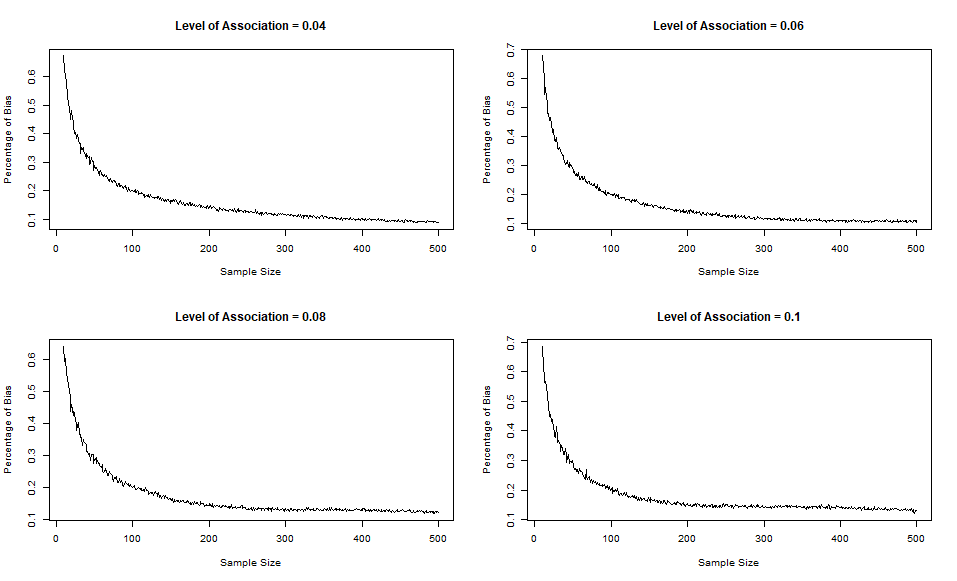 Level of Association = 0.04
Percentage of Bias
0.1 0.2 0.3 0.4 0.5 0.6
0 100 200 300 400 500
Sample Size
Level of Association = 0.06
Percentage of Bias
0.1 0.2 0.3 0.4 0.5 0.6 0.7
0 100 200 300 400 500
Sample Size
Level of Association = 0.08
Percentage of Bias
0.1 0.2 0.3 0.4 0.5 0.6
0 100 200 300 400 500
Sample Size
Level of Association = 0.1
Percentage of Bias
0.1 0.2 0.3 0.4 0.5 0.6 0.7
0 100 200 300 400 500
Sample Size